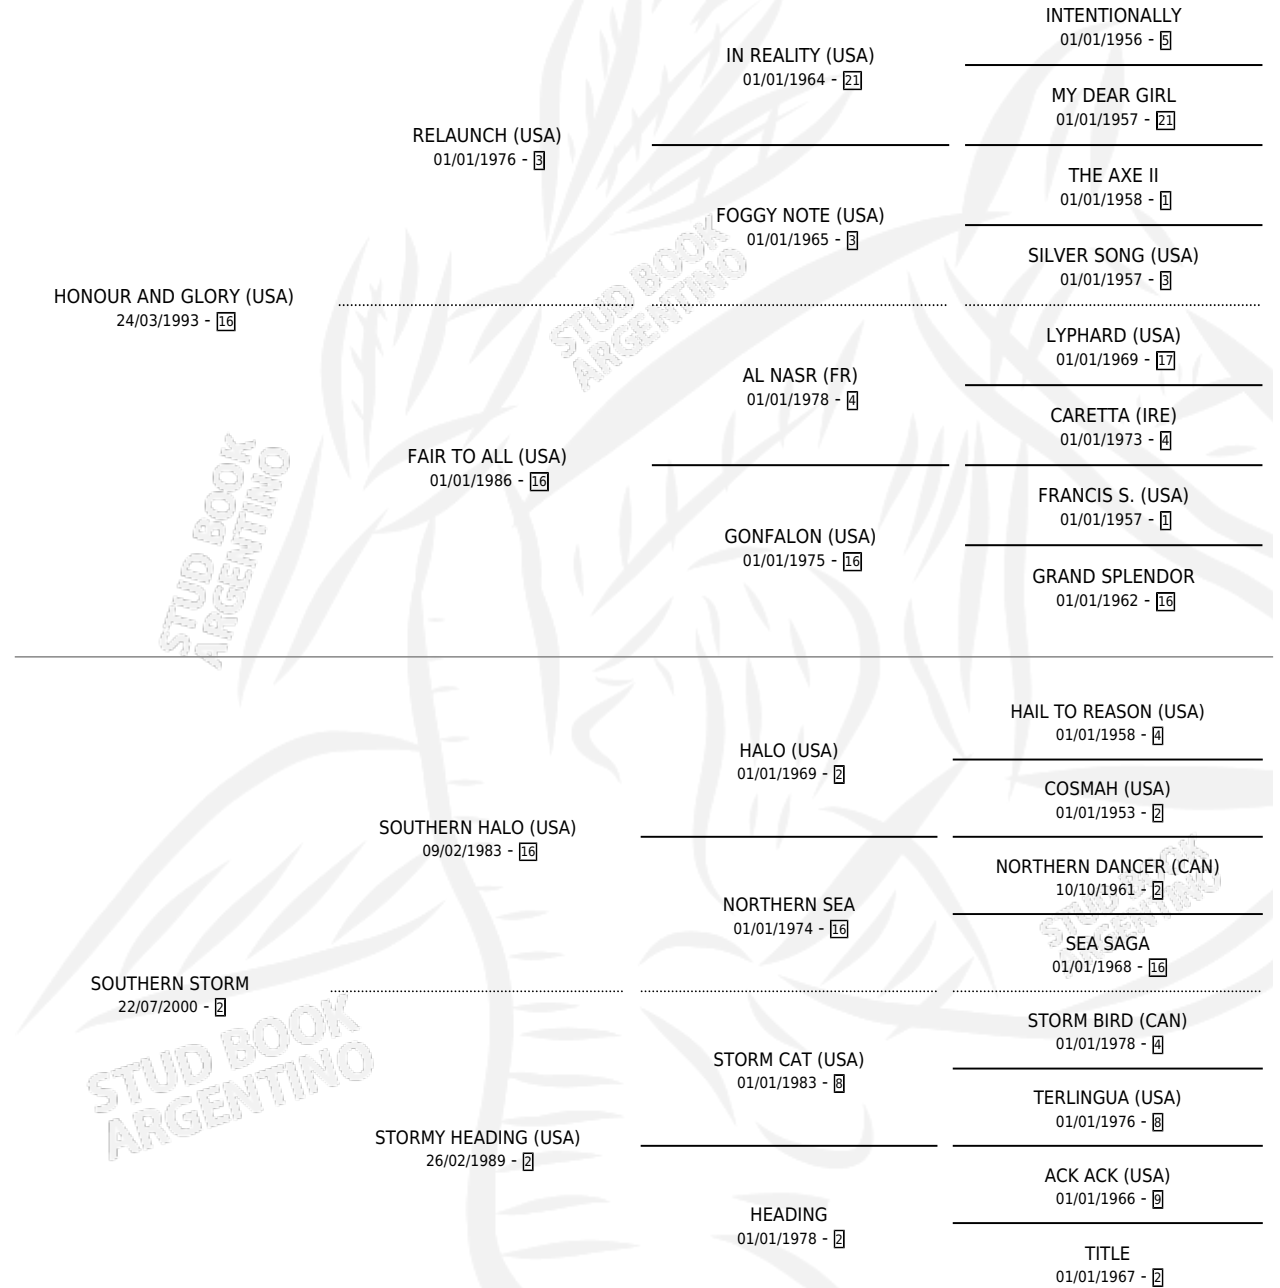 INTENTIONALLY
01/01/1956 - 5
IN REALITY (USA)
01/01/1964 - 21
MY DEAR GIRL
01/01/1957 - 21
RELAUNCH (USA)
01/01/1976 - 3
THE AXE II
01/01/1958 - 1
FOGGY NOTE (USA)
01/01/1965 - 3
SILVER SONG (USA)
01/01/1957 - 3
HONOUR AND GLORY (USA)
24/03/1993 - 16
LYPHARD (USA)
01/01/1969 - 17
AL NASR (FR)
01/01/1978 - 4
CARETTA (IRE)
01/01/1973 - 4
FAIR TO ALL (USA)
01/01/1986 - 16
FRANCIS S. (USA)
01/01/1957 - 1
GONFALON (USA)
01/01/1975 - 16
GRAND SPLENDOR
01/01/1962 - 16
HAIL TO REASON (USA)
01/01/1958 - 4
HALO (USA)
01/01/1969 - 2
COSMAH (USA)
01/01/1953 - 2
SOUTHERN HALO (USA)
09/02/1983 - 16
NORTHERN DANCER (CAN)
10/10/1961 - 2
NORTHERN SEA
01/01/1974 - 16
SEA SAGA
01/01/1968 - 16
SOUTHERN STORM
22/07/2000 - 2
STORM BIRD (CAN)
01/01/1978 - 4
STORM CAT (USA)
01/01/1983 - 8
TERLINGUA (USA)
01/01/1976 - 8
STORMY HEADING (USA)
26/02/1989 - 2
ACK ACK (USA)
01/01/1966 - 9
HEADING
01/01/1978 - 2
TITLE
01/01/1967 - 2
STUD BOOK
ARGENTINO
STUD BOOK
ARGENTINO
STUD BOOK
ARGENTINO
STUD BOOK
ARGENTINO